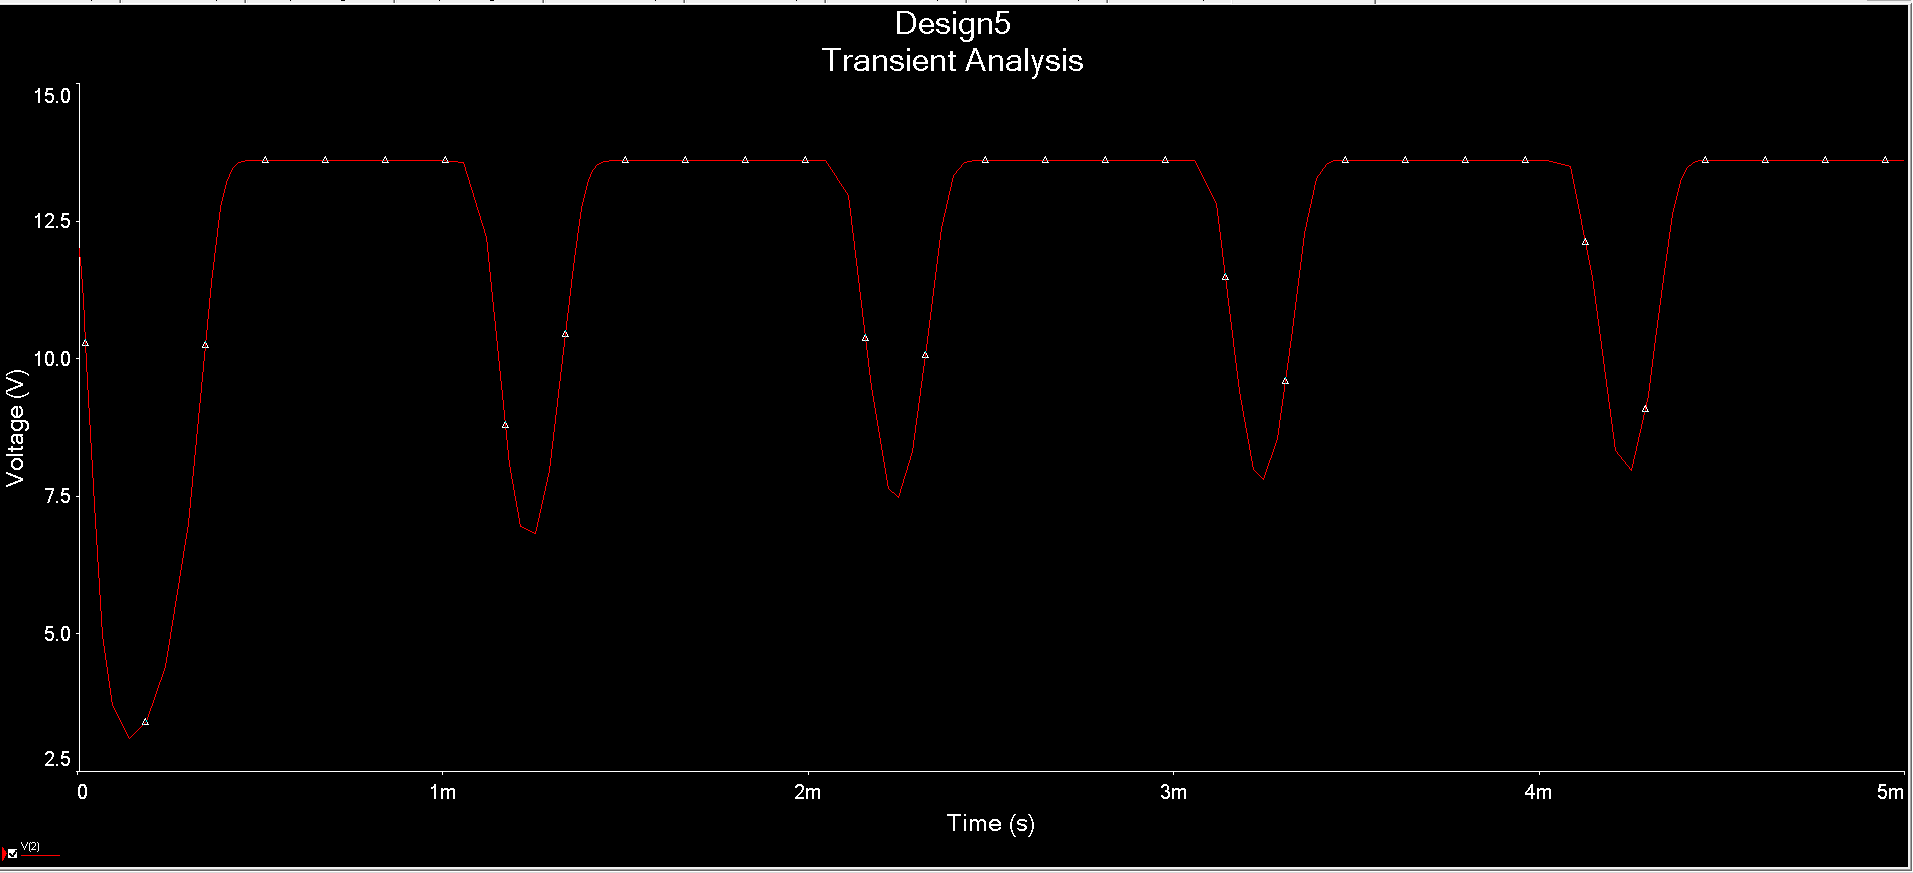 Design5
Transient Analysis
15.0
12.5
10.0
7.5
5.0
2.5
Voltage (V)
0 1m 2m 3m 4m 5m
Time (s)
V(2)